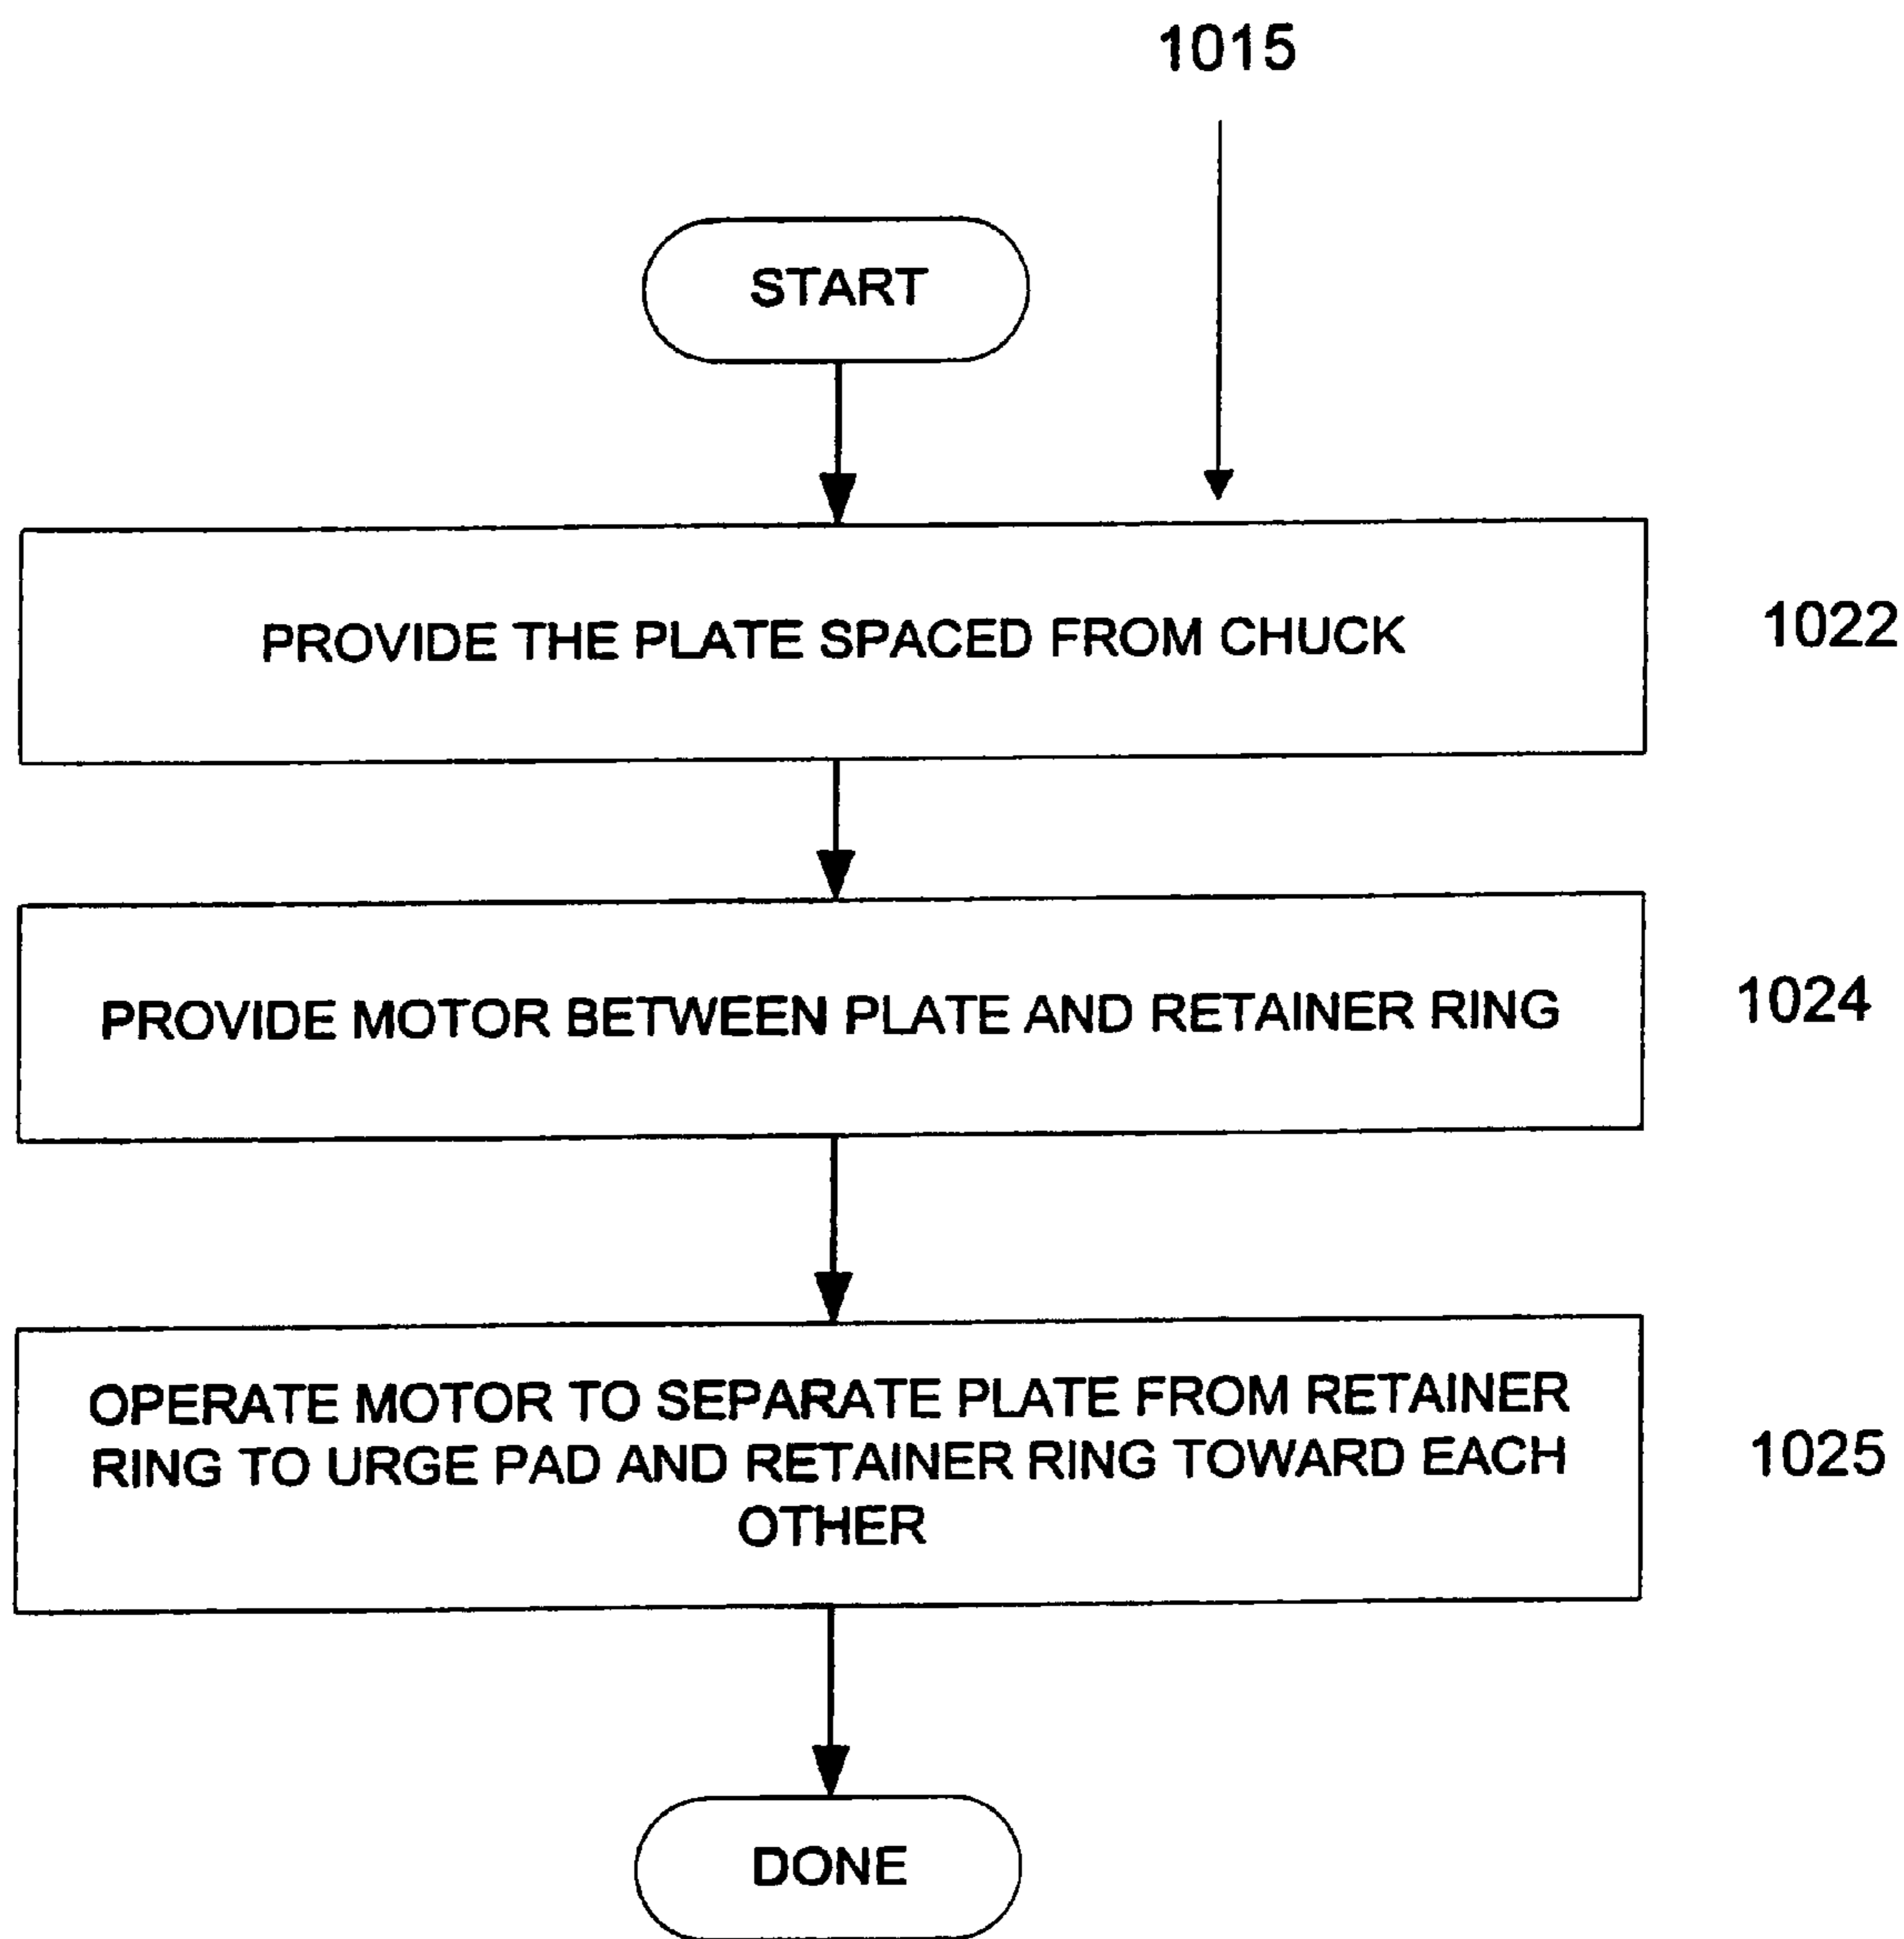 1015
START
PROVIDE THE PLATE SPACED FROM CHUCK
1022
PROVIDE MOTOR BETWEEN PLATE AND RETAINER RING
1024
OPERATE MOTOR TO SEPARATE PLATE FROM RETAINER
RING TO URGE PAD AND RETAINER RING TOWARD EACH
OTHER
1025
DONE